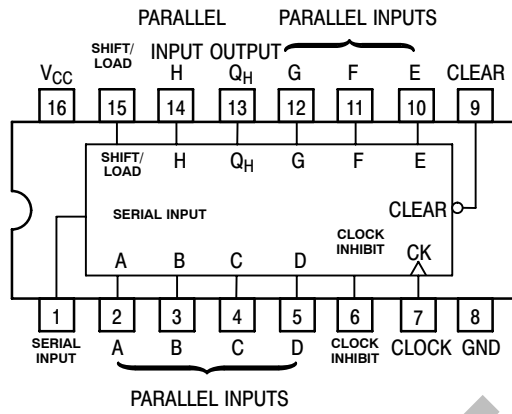 PARALLEL PARALLEL INPUTS
SHIFT/
LOAD
INPUT OUTPUT
VCC H QH G F E CLEAR
16 15 14 13 12 11 10 9
SHIFT/
LOAD
H QH G F E
SERIAL INPUT
CLEAR
CLOCK
INHIBIT
A B C D CK
1 2 3 4 5 6 7 8
SERIAL
INPUT
A B C D
CLOCK
INHIBIT
CLOCK GND
PARALLEL INPUTS